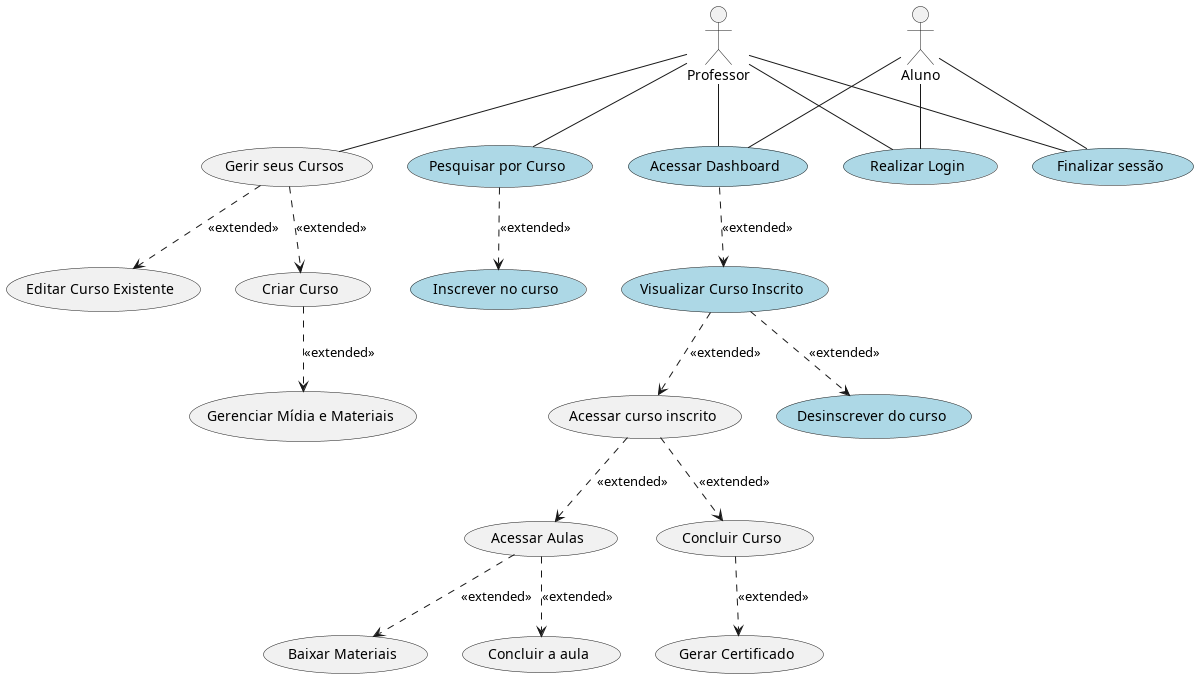 Professor
Aluno
Gerir seus Cursos
Pesquisar por Curso
Acessar Dashboard
Realizar Login
Finalizar sessão
«extended»
«extended»
«extended»
«extended»
Editar Curso Existente
Criar Curso
Inscrever no curso
Visualizar Curso Inscrito
«extended»
«extended»
«extended»
Gerenciar Mídia e Materiais
Acessar curso inscrito
Desinscrever do curso
«extended»
«extended»
Acessar Aulas
Concluir Curso
«extended»
«extended»
«extended»
Baixar Materiais
Concluir a aula
Gerar Certificado